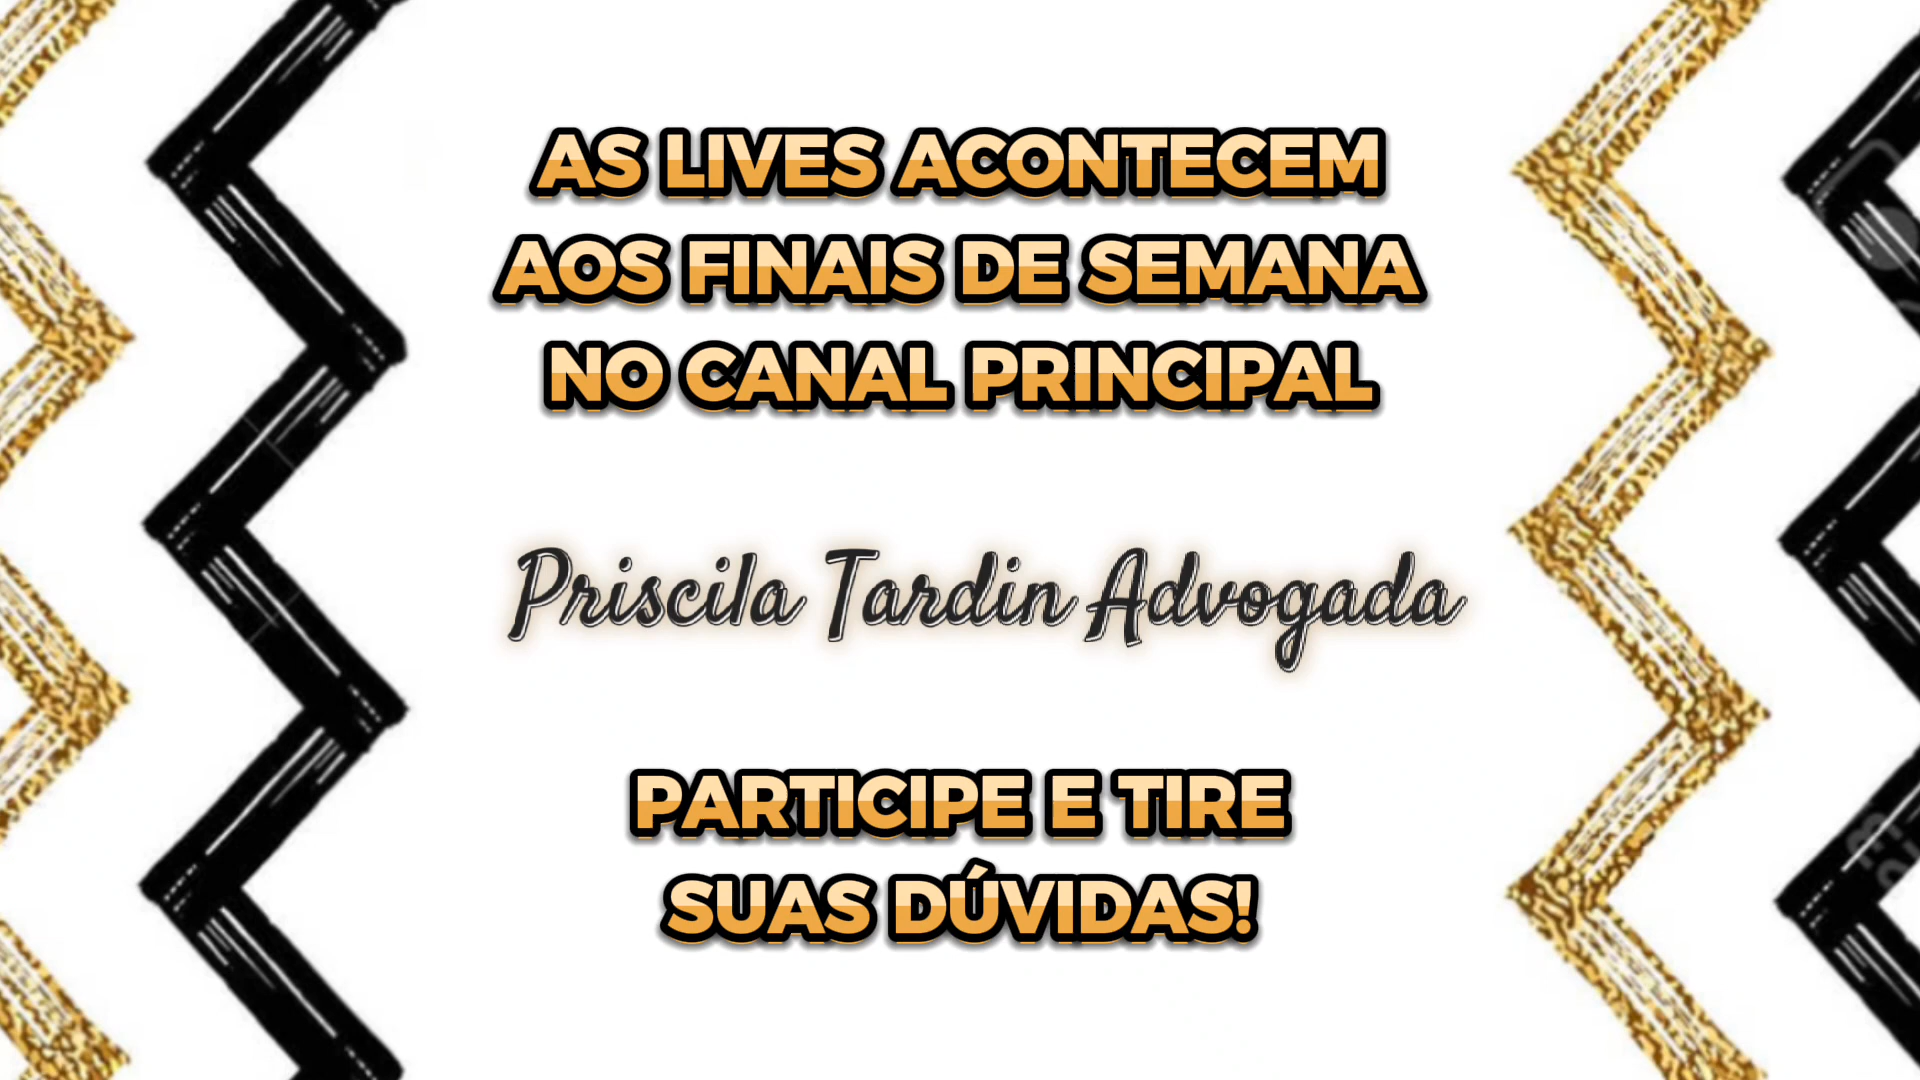 AS LIVES ACONTECEM
AOS FINAIS DE SEMANA
NO CANAL PRINCIPAL
Priscila Tardin Advogada
PARTICIPE E TIRE
SUAS DÚVIDAS!